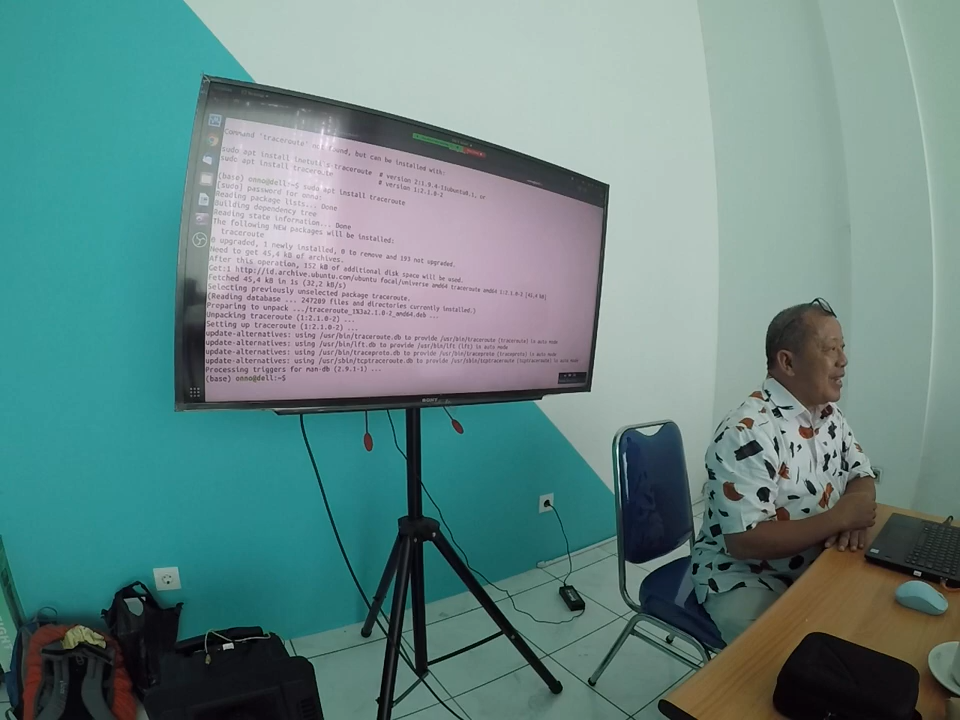 Command 'traceroute' not found, but can be installed with:
sudo apt install inetutils-traceroute # version 2:1.9.4-11ubuntu0.1, or
sudo apt install traceroute # version 1:2.1.0-2
(base) onno@dell:~$ sudo apt install traceroute
[sudo] password for onno:
Reading package lists... Done
Building dependency tree
Reading state information... Done
The following NEW packages will be installed:
traceroute
0 upgraded, 1 newly installed, 0 to remove and 193 not upgraded.
Need to get 45,4 kB of archives.
After this operation, 152 kB of additional disk space will be used.
Get:1 http://id.archive.ubuntu.com/ubuntu focal/universe amd64 traceroute amd64 1:2.1.0-2 [45,4 kB]
Fetched 45,4 kB in 1s (32,2 kB/s)
Selecting previously unselected package traceroute.
(Reading database ... 247209 files and directories currently installed.)
Preparing to unpack .../traceroute_1%3a2.1.0-2_amd64.deb ...
Unpacking traceroute (1:2.1.0-2) ...
Setting up traceroute (1:2.1.0-2) ...
update-alternatives: using /usr/bin/traceroute.db to provide /usr/bin/traceroute (traceroute) in auto mode
update-alternatives: using /usr/bin/lft.db to provide /usr/bin/lft (lft) in auto mode
update-alternatives: using /usr/bin/traceproto.db to provide /usr/bin/traceproto (traceproto) in auto mode
update-alternatives: using /usr/sbin/tcptraceroute.db to provide /usr/sbin/tcptraceroute (tcptraceroute) in auto mode
Processing triggers for man-db (2.9.1-1) ...
(base) onno@dell:~$
SONY